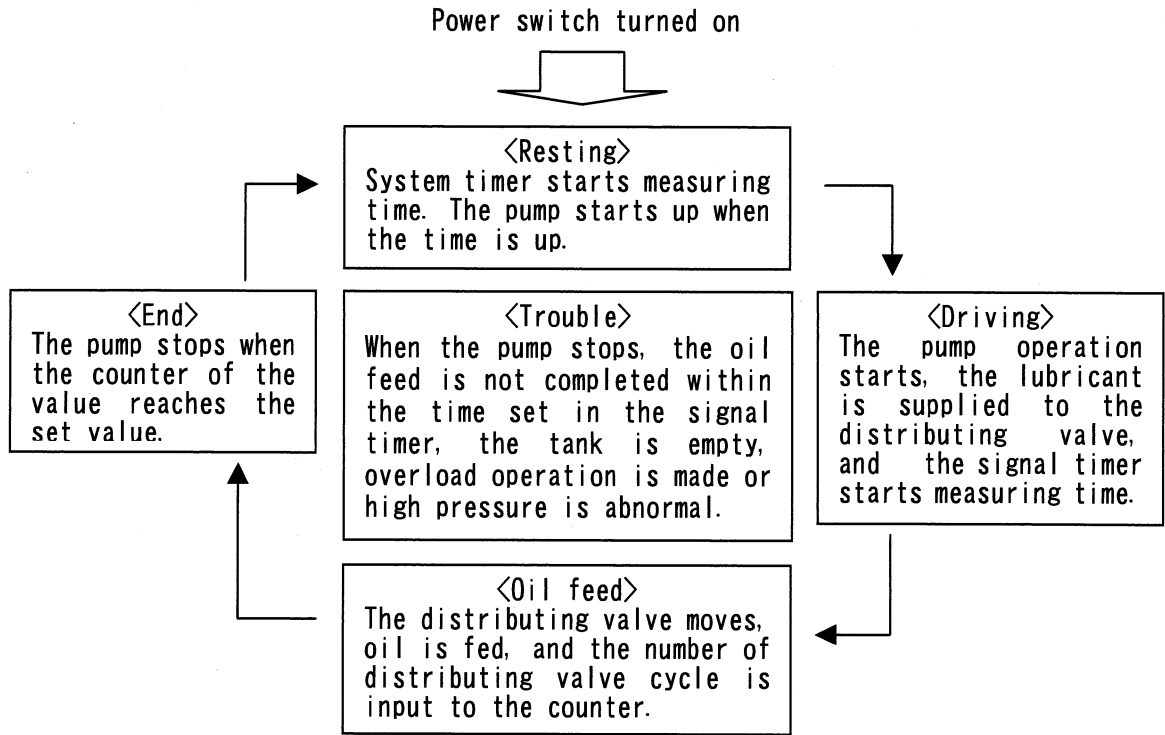 Power switch turned on
〈Resting〉
System timer starts measuring
time. The pump starts up when
the time is up.
〈End〉
The pump stops when
the counter of the
value reaches the
set value.
〈Trouble〉
When the pump stops, the oil
feed is not completed within
the time set in the signal
timer, the tank is empty,
overload operation is made or
high pressure is abnormal.
〈Driving〉
The pump operation
starts, the lubricant
is supplied to the
distributing valve,
and the signal timer
starts measuring time.
〈Oil feed〉
The distributing valve moves,
oil is fed, and the number of
distributing valve cycle is
input to the counter.